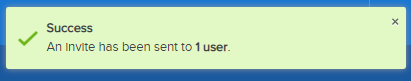 Success
An invite has been sent to 1 user.